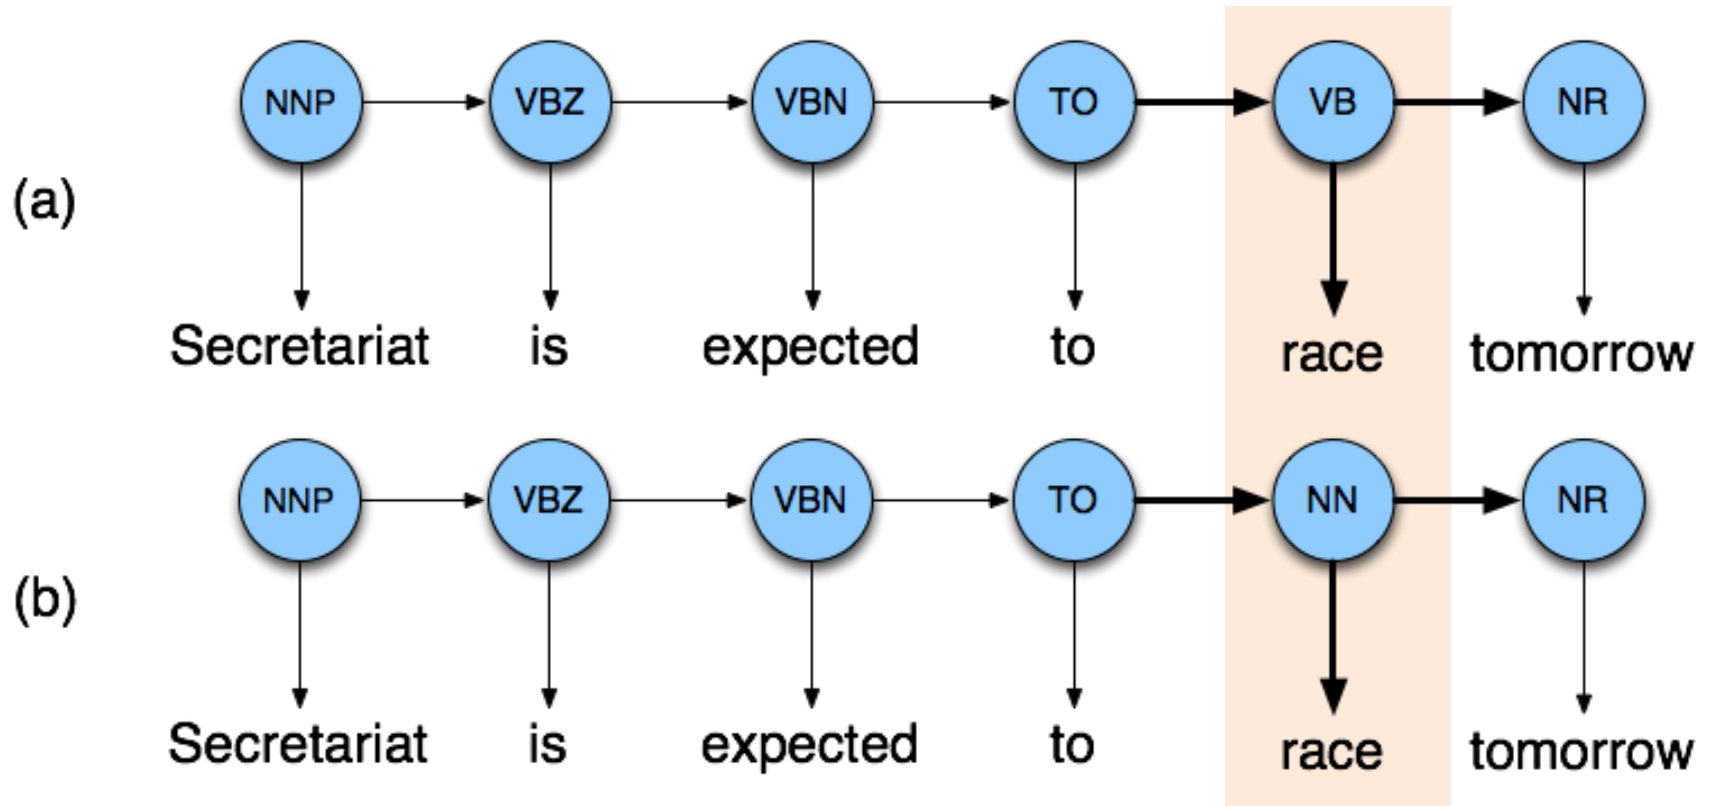 NNP VBZ VBN TO VB NR
(a)
Secretariat is expected to race tomorrow
NNP VBZ VBN TO NN NR
(b)
Secretariat is expected to race tomorrow